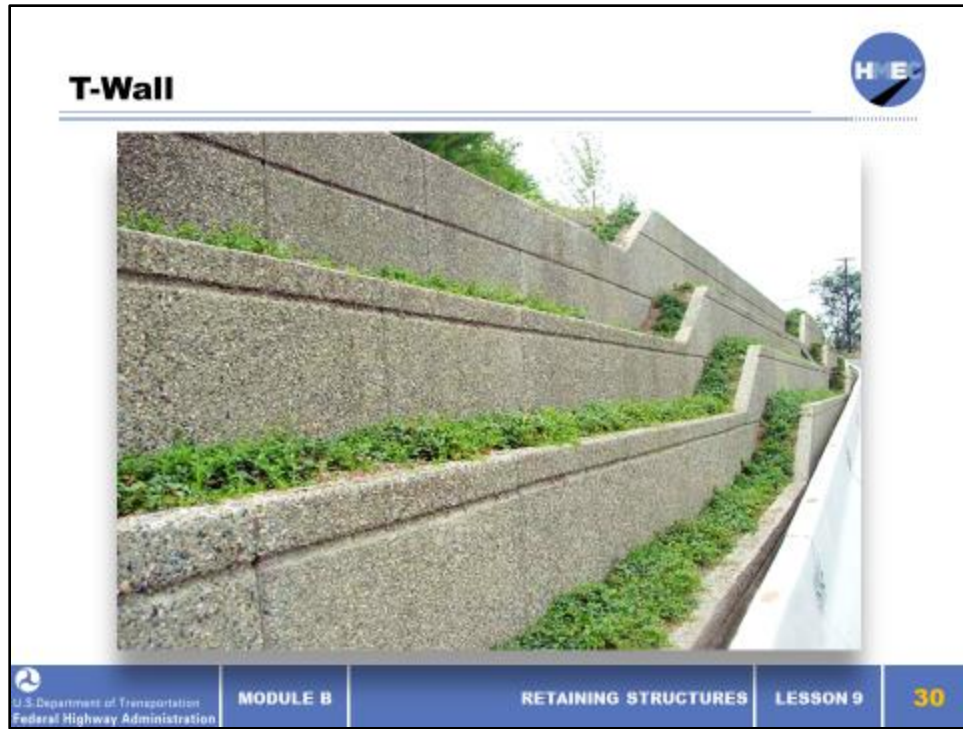 T-Wall
HMEC
U.S.Department of Transportation
Federal Highway Administration
MODULE B
RETAINING STRUCTURES
LESSON 9
30